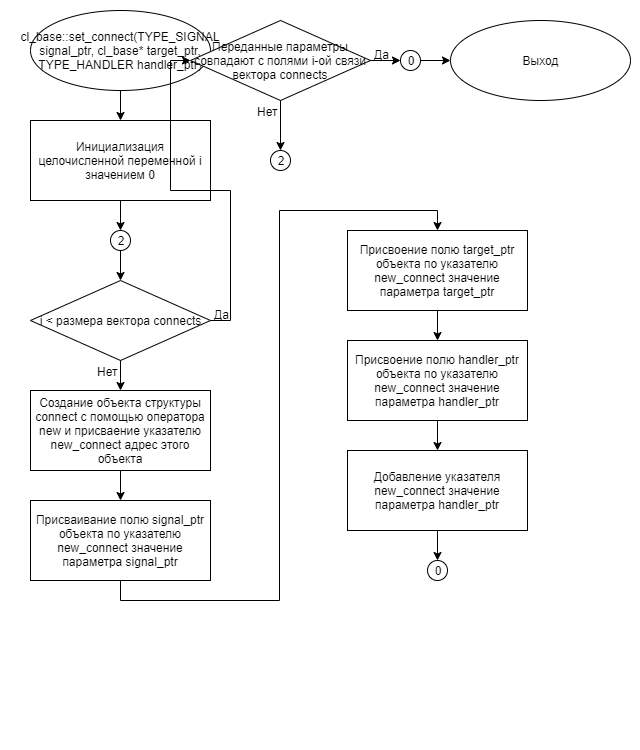 cl_base::set_connect(TYPE_SIGNAL
signal_ptr, cl_base* target_ptr,
TYPE_HANDLER handler_ptr
Переданные параметры
совпадают с полями i-ой связи
вектора connects
Да
0
Выход
Нет
2
Инициализация
целочисленной переменной i
значением 0
2
i < размера вектора connects
Да
Нет
Создание объекта структуры
connect с помощью оператора
new и присваение указателю
new_connect адрес этого
объекта
Присваивание полю signal_ptr
объекта по указателю
new_connect значение
параметра signal_ptr
Присвоение полю target_ptr
объекта по указателю
new_connect значение
параметра target_ptr
Присвоение полю handler_ptr
объекта по указателю
new_connect значение
параметра handler_ptr
Добавление указателя
new_connect значение
параметра handler_ptr
0